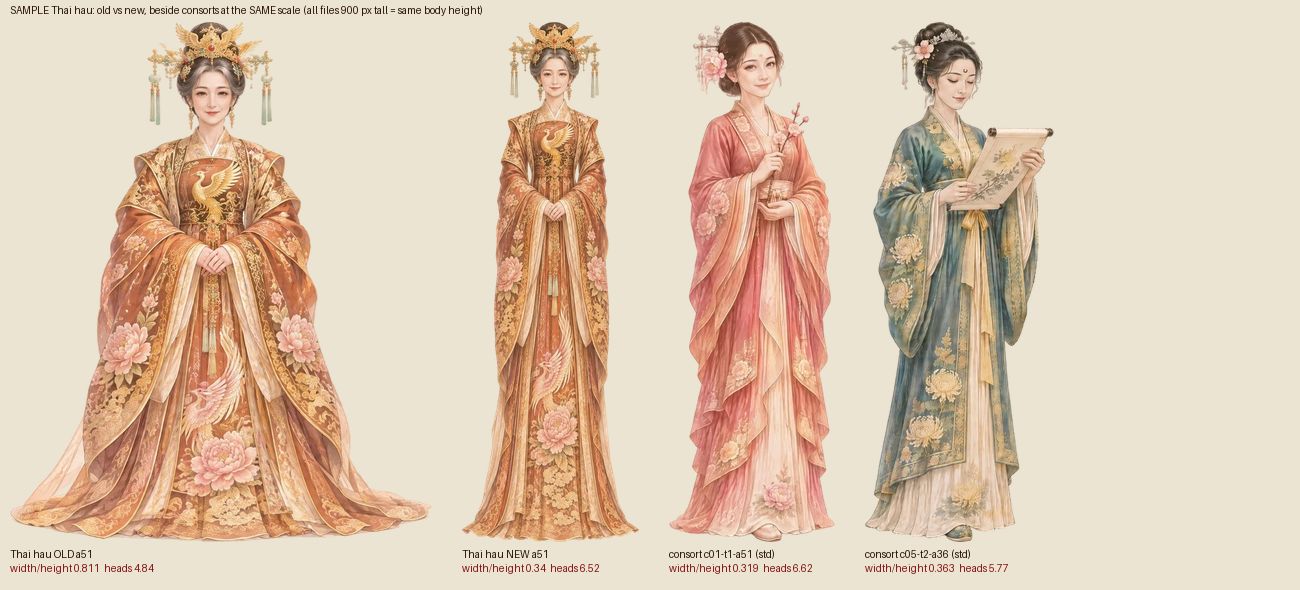 SAMPLE Thai hau: old vs new, beside consorts at the SAME scale (all files 900 px tall = same body height)
Thai hau OLD a51
width/height 0.811 heads 4.84
Thai hau NEW a51
width/height 0.34 heads 6.52
consort c01-t1-a51 (std)
width/height 0.319 heads 6.62
consort c05-t2-a36 (std)
width/height 0.363 heads 5.77